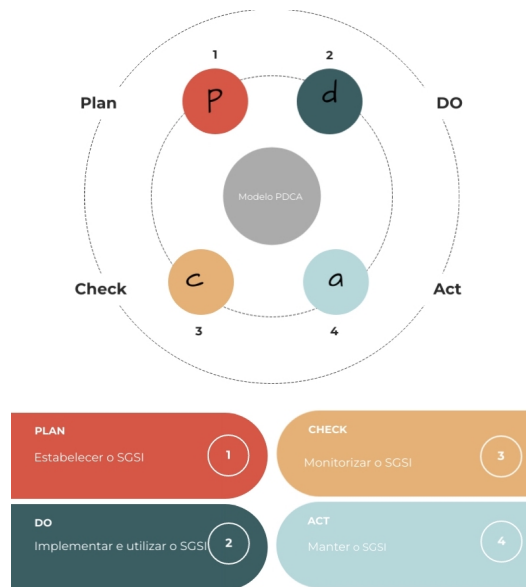 1
2
p
d
Plan
DO
Modelo PDCA
Check
c
a
Act
3
4
PLAN
Estabelecer o SGSI
1
CHECK
Monitorizar o SGSI
3
DO
Implementar e utilizar o SGSI
2
ACT
Manter o SGSI
4